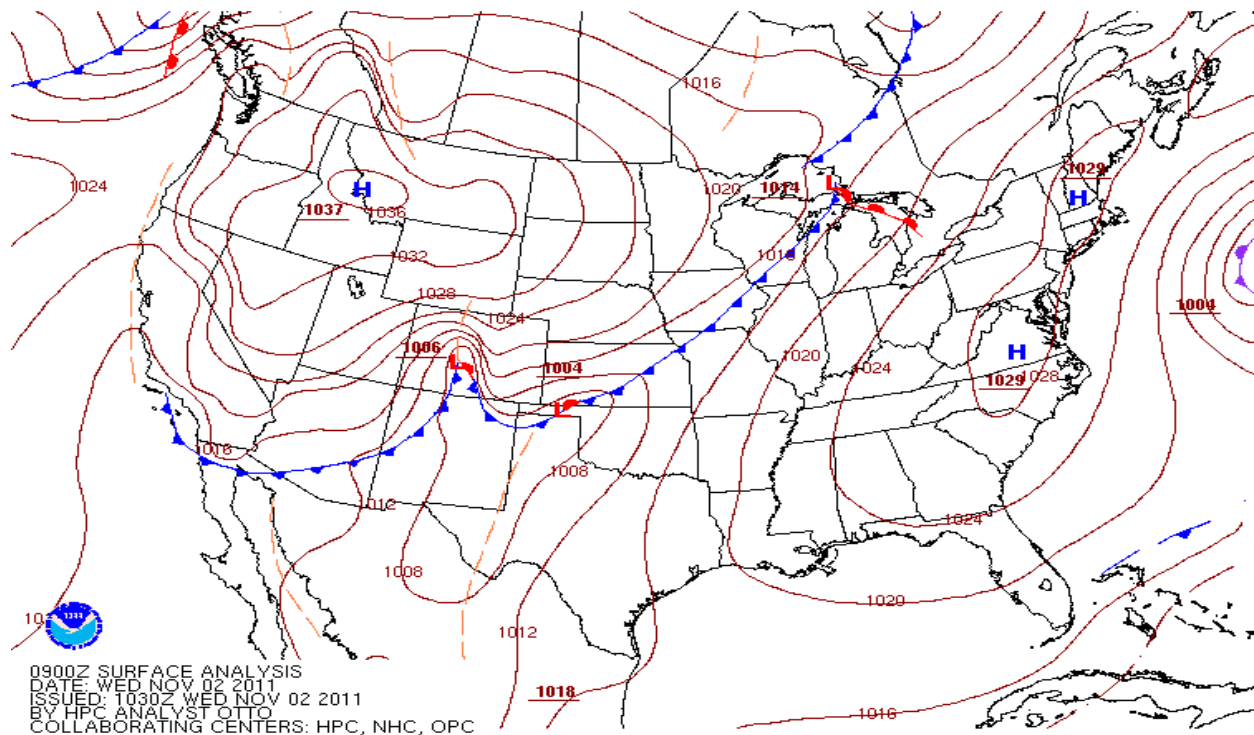 1016
1029
1024
1020
1014
H
L
H
1037
1036
1032
1016
1028
1004
1024
1006
1004
1020
H
L
1024
1029
1028
L
1016
1008
1012
1024
1008
1020
1012
1018
1016
0900Z SURFACE ANALYSIS
DATE: WED NOV 02 2011
ISSUED: 1030Z WED NOV 02 2011
BY HPC ANALYST OTTO
COLLABORATING CENTERS: HPC, NHC, OPC